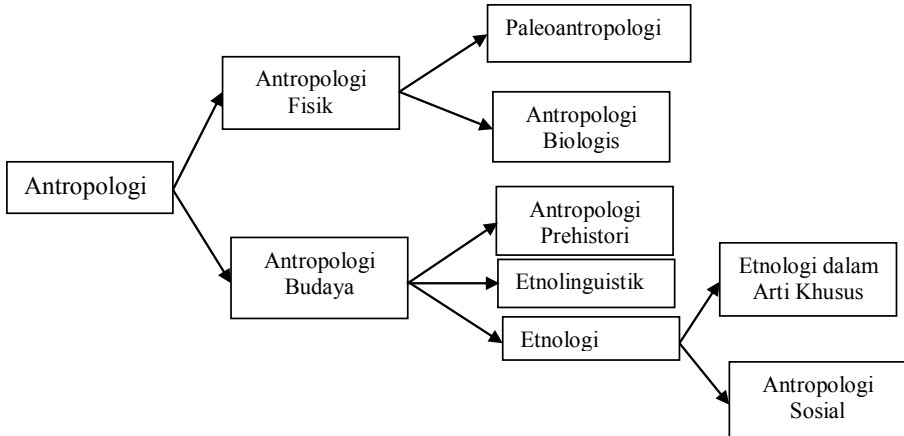 Antropologi
Antropologi
Fisik
Paleoantropologi
Antropologi
Biologis
Antropologi
Budaya
Antropologi
Prehistori
Etnolinguistik
Etnologi
Etnologi dalam
Arti Khusus
Antropologi
Sosial